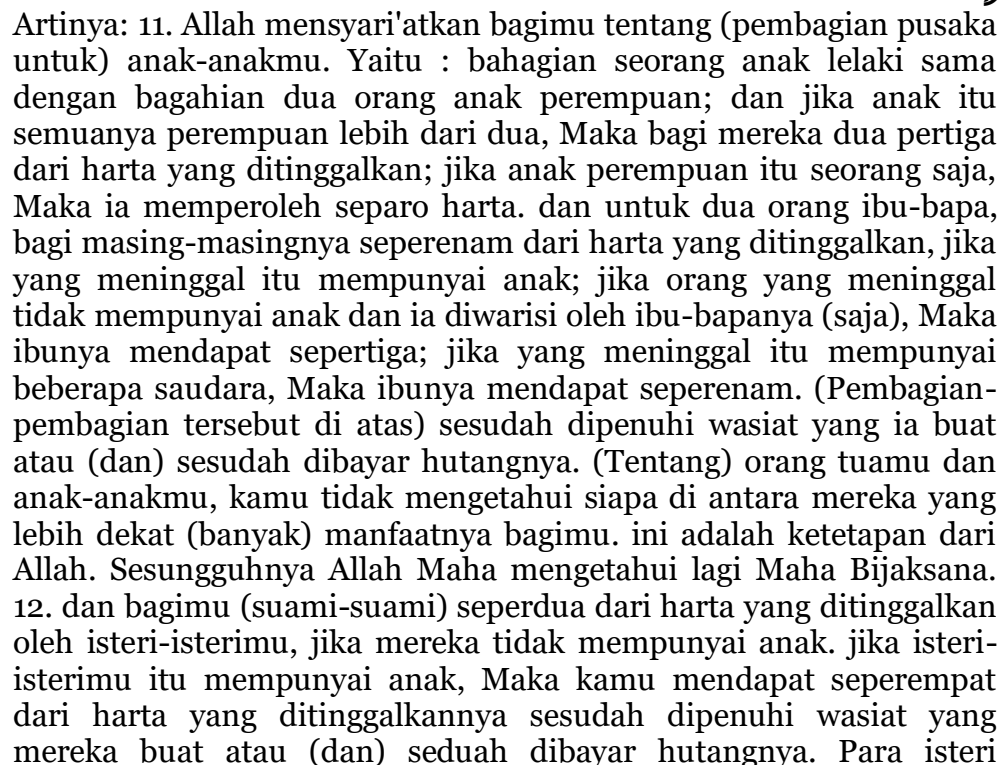 Artinya: 11. Allah mensyari'atkan bagimu tentang (pembagian pusaka
untuk) anak-anakmu. Yaitu : bahagian seorang anak lelaki sama
dengan bagahian dua orang anak perempuan; dan jika anak itu
semuanya perempuan lebih dari dua, Maka bagi mereka dua pertiga
dari harta yang ditinggalkan; jika anak perempuan itu seorang saja,
Maka ia memperoleh separo harta. dan untuk dua orang ibu-bapa,
bagi masing-masingnya seperenam dari harta yang ditinggalkan, jika
yang meninggal itu mempunyai anak; jika orang yang meninggal
tidak mempunyai anak dan ia diwarisi oleh ibu-bapanya (saja), Maka
ibunya mendapat sepertiga; jika yang meninggal itu mempunyai
beberapa saudara, Maka ibunya mendapat seperenam. (Pembagian-
pembagian tersebut di atas) sesudah dipenuhi wasiat yang ia buat
atau (dan) sesudah dibayar hutangnya. (Tentang) orang tuamu dan
anak-anakmu, kamu tidak mengetahui siapa di antara mereka yang
lebih dekat (banyak) manfaatnya bagimu. ini adalah ketetapan dari
Allah. Sesungguhnya Allah Maha mengetahui lagi Maha Bijaksana.
12. dan bagimu (suami-suami) seperdua dari harta yang ditinggalkan
oleh isteri-isterimu, jika mereka tidak mempunyai anak. jika isteri-
isterimu itu mempunyai anak, Maka kamu mendapat seperempat
dari harta yang ditinggalkannya sesudah dipenuhi wasiat yang
mereka buat atau (dan) seduah dibayar hutangnya. Para isteri